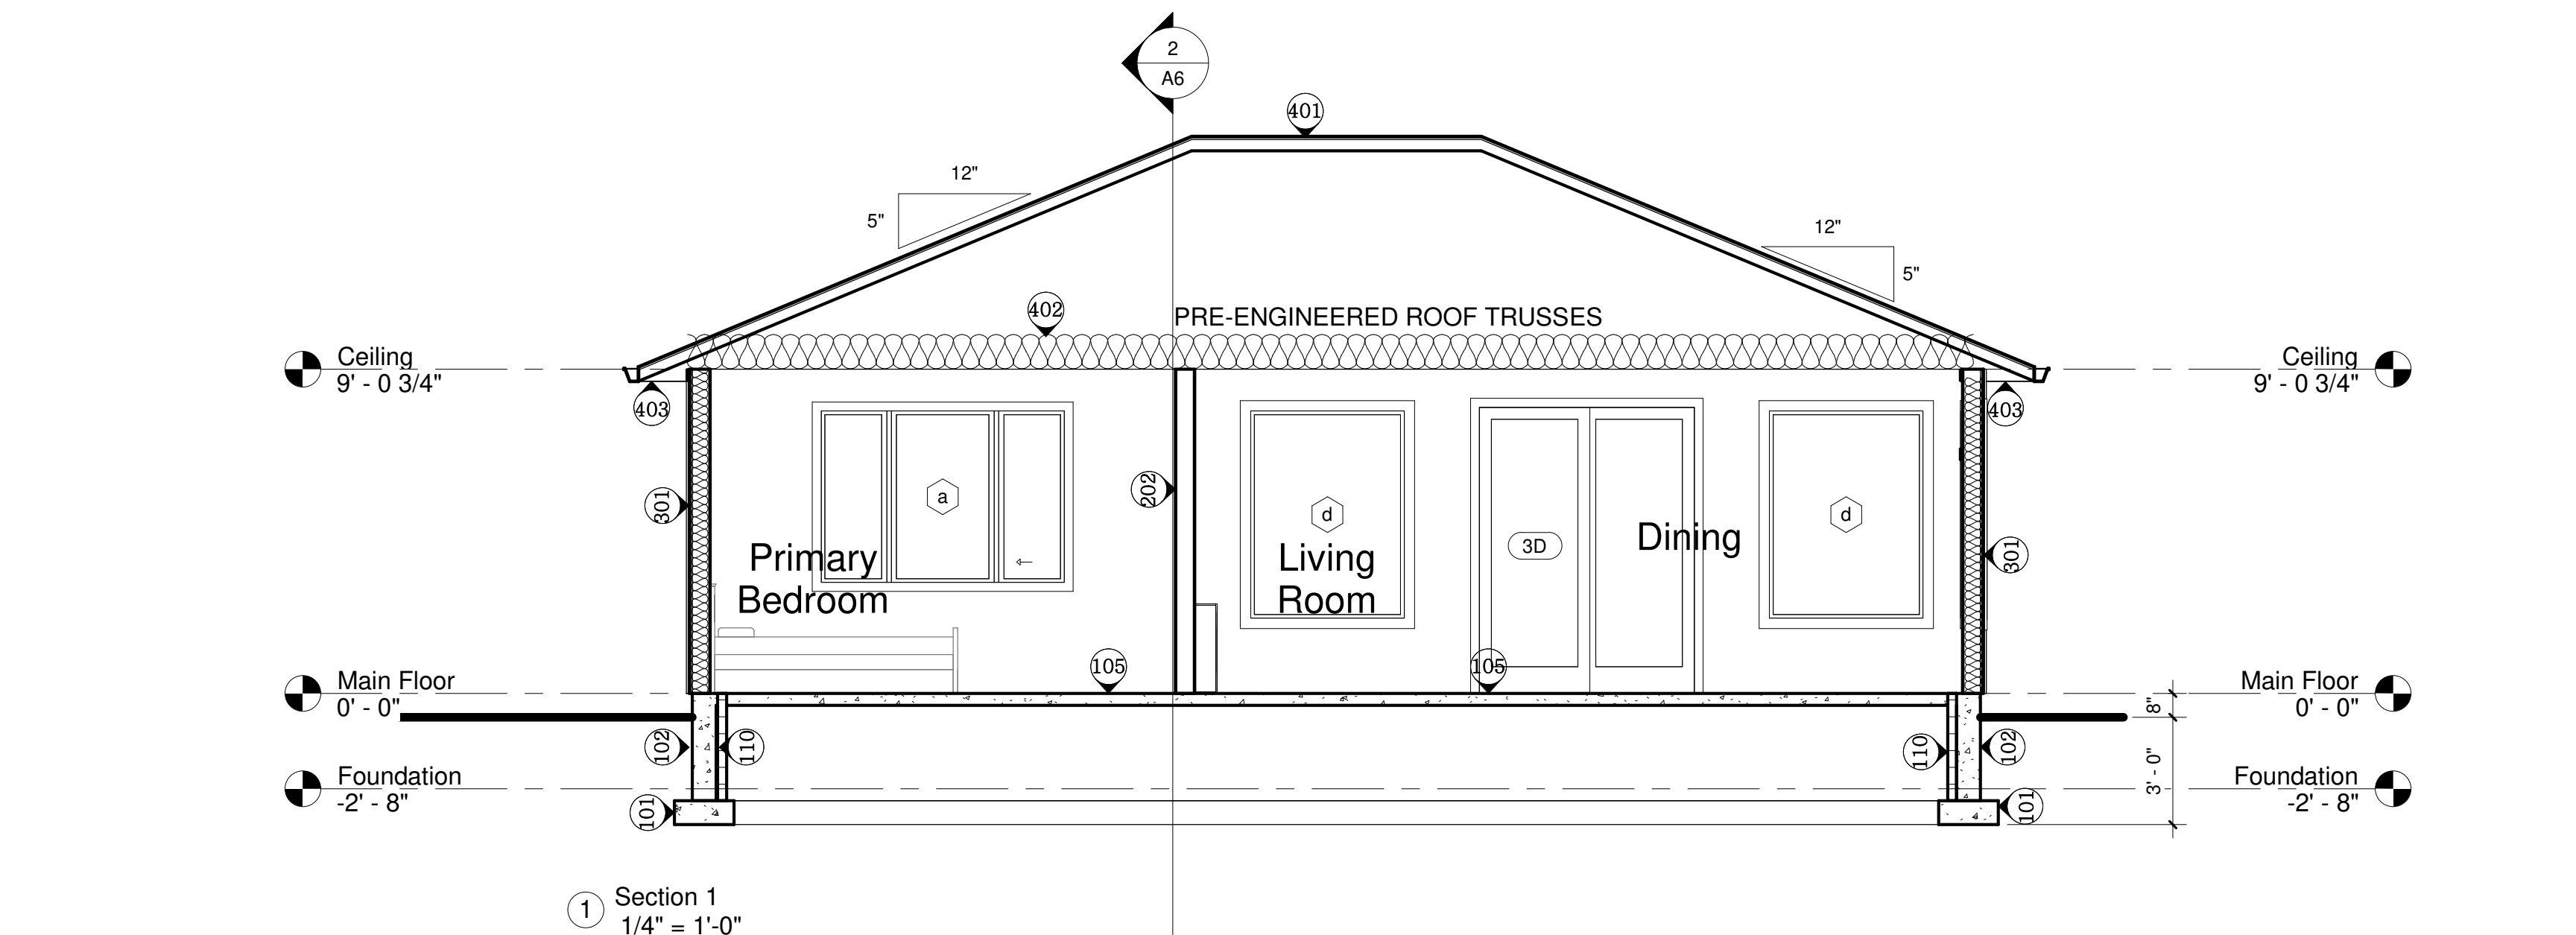 2
A6
401
12"
5"
12"
5"
402
PRE-ENGINEERED ROOF TRUSSES
Ceiling
9' - 0 3/4"
Ceiling
9' - 0 3/4"
403
403
301
a
202
d
3D
d
301
Primary
Bedroom
Living
Room
Dining
105
105
Main Floor
0' - 0"
Main Floor
0' - 0"
8"
102
110
110
102
3' - 0"
Foundation
-2' - 8"
Foundation
-2' - 8"
101
101
1
Section 1
1/4" = 1'-0"